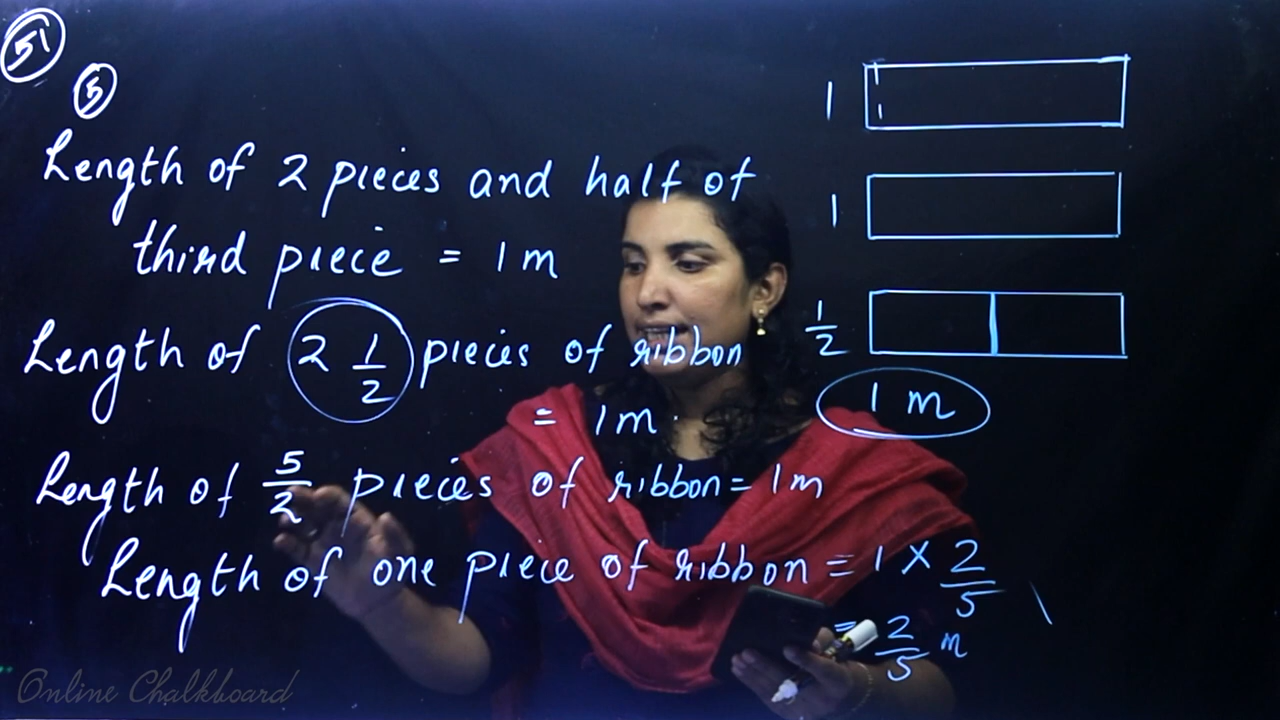 51
5
Length of 2 pieces and half of
third piece = 1m
Length of 2 1/2 pieces of ribbon
= 1m.
Length of 5/2 pieces of ribbon = 1m
Length of one piece of ribbon = 1 × 2/5
= 2/5 m
1
1
1/2
1 m
Online Chalkboard